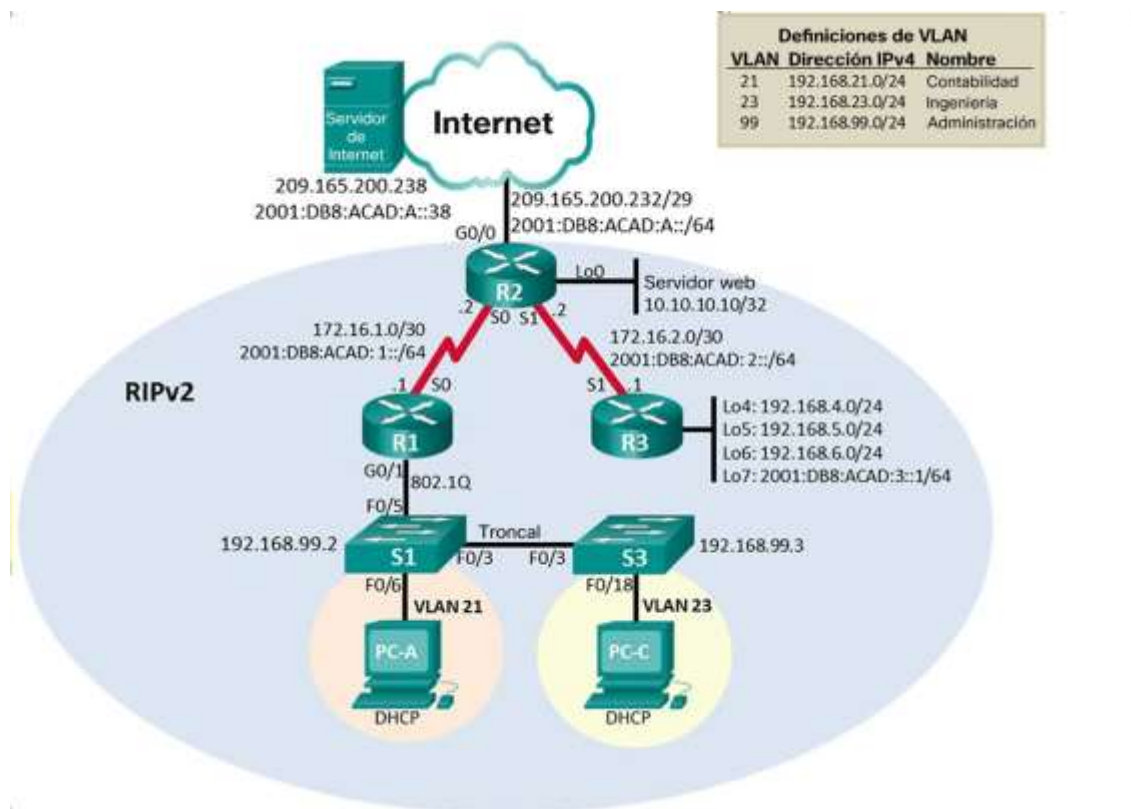 Definiciones de VLAN
VLAN Dirección IPv4 Nombre
21 192.168.21.0/24 Contabilidad
23 192.168.23.0/24 Ingeniería
99 192.168.99.0/24 Administración
Servidor
de
Internet
Internet
209.165.200.238
2001:DB8:ACAD:A::38
209.165.200.232/29
2001:DB8:ACAD:A::/64
G0/0
R2
Lo0
Servidor web
10.10.10.10/32
.2 S0 S1 .2
172.16.1.0/30
2001:DB8:ACAD: 1::/64
172.16.2.0/30
2001:DB8:ACAD: 2::/64
RIPv2
.1 S0
S1 .1
R1
R3
Lo4: 192.168.4.0/24
Lo5: 192.168.5.0/24
Lo6: 192.168.6.0/24
Lo7: 2001:DB8:ACAD:3::1/64
G0/1
802.1Q
F0/5
Troncal
192.168.99.2
S1
F0/3
F0/3
S3
192.168.99.3
F0/6
VLAN 21
F0/18
VLAN 23
PC-A
PC-C
DHCP
DHCP